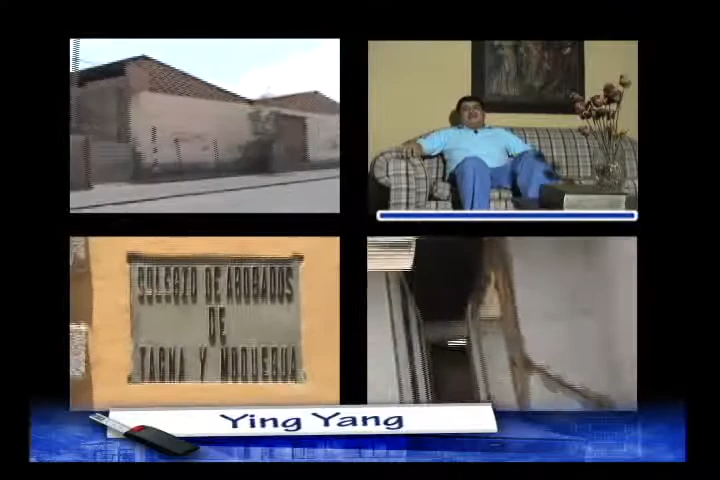 COLEGIO DE ABOGADOS
DE
TACNA Y MOQUEGUA
Ying Yang